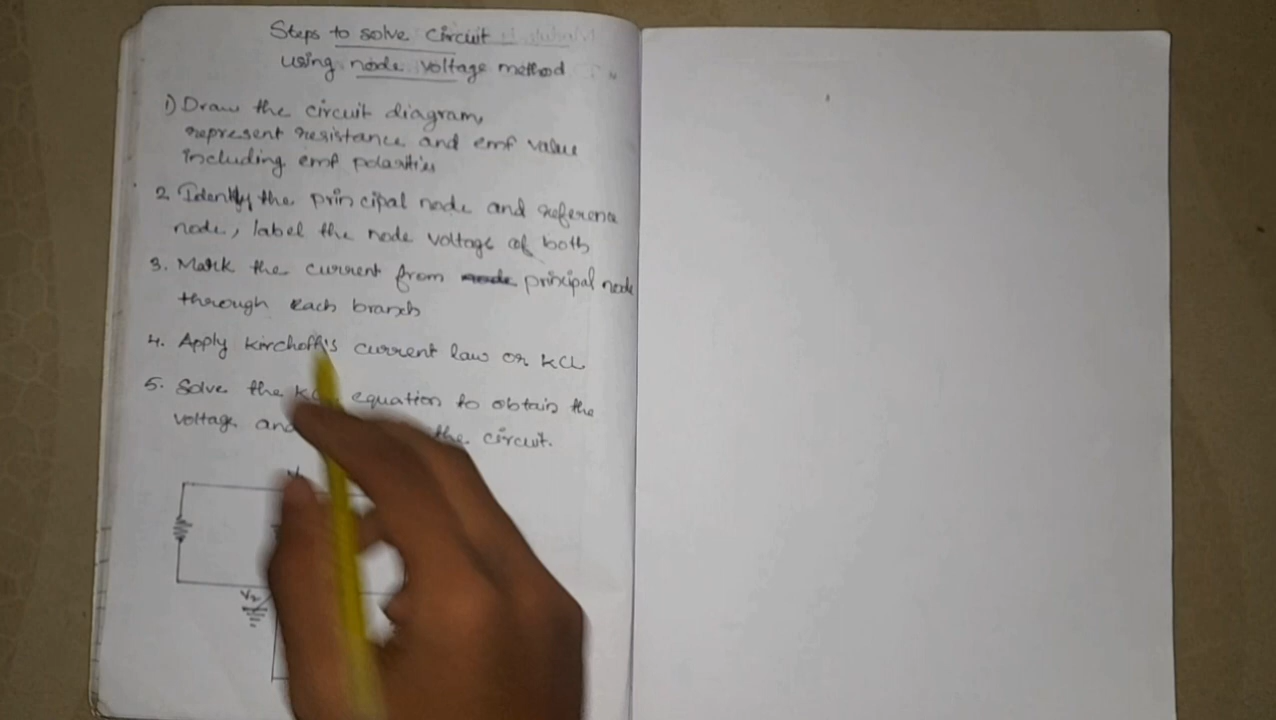 Steps to solve circuit
using node voltage method
1) Draw the circuit diagram,
represent resistance and emf value
including emf polarities
2. Identify the principal node and reference
node, label the node voltage of both
3. Mark the current from principal node
through each branch
4. Apply kirchoff's current law or KCL
5. Solve the equation to obtain the
voltage and the circuit.
V2